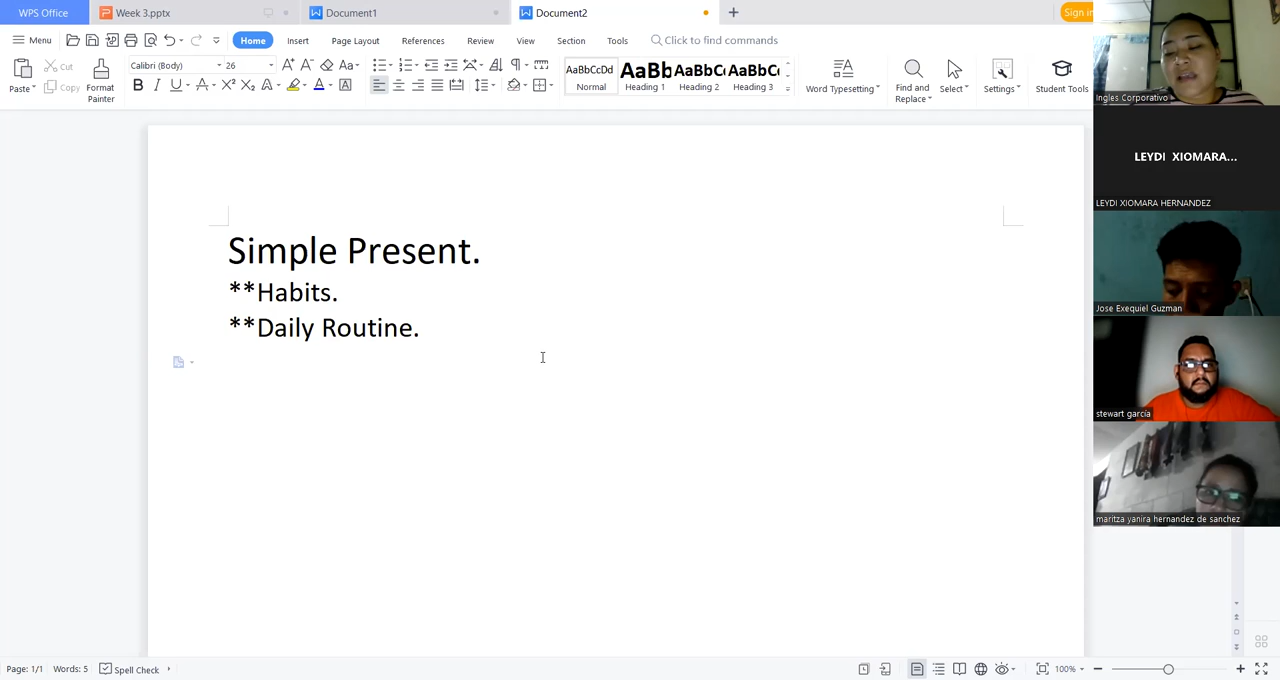 WPS Office
Week 3.pptx
Document1
Document2
Sign in
Menu
Home
Insert
Page Layout
References
Review
View
Section
Tools
Click to find commands
Paste
Cut
Copy
Format Painter
Calibri (Body)
26
AaBbCcDd
Normal
AaBb
Heading 1
AaBbC
Heading 2
AaBbC
Heading 3
Word Typesetting
Find and Replace
Select
Settings
Student Tools
Simple Present.
**Habits.
**Daily Routine.
Ingles Corporativo
LEYDI XIOMARA...
LEYDI XIOMARA HERNANDEZ
Jose Exequiel Guzman
stewart garcía
maritza yanira hernandez de sanchez
Page: 1/1
Words: 5
Spell Check
100%